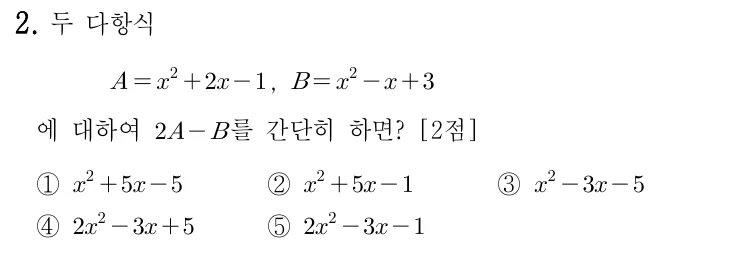 2. 두 다항식
A=x²+2x-1, B=x²-x+3
에 대하여 2A-B를 간단히 하면? [2점]
① x²+5x-5 ② x²+5x-1 ③ x²-3x-5
④ 2x²-3x+5 ⑤ 2x²-3x-1